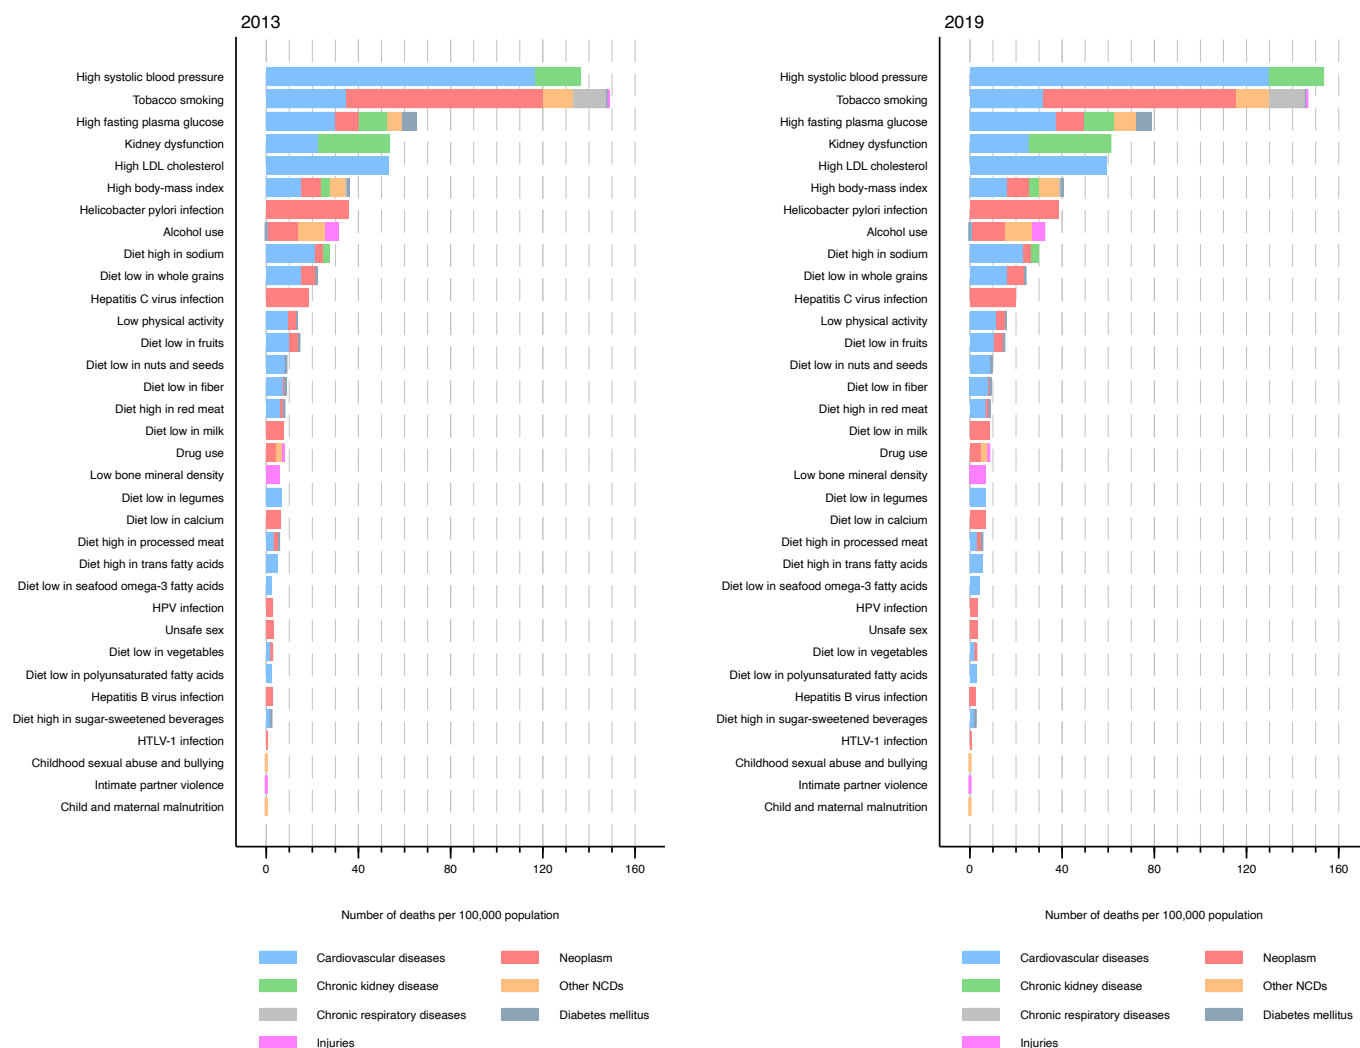 2013
High systolic blood pressure
Tobacco smoking
High fasting plasma glucose
Kidney dysfunction
High LDL cholesterol
High body-mass index
Helicobacter pylori infection
Alcohol use
Diet high in sodium
Diet low in whole grains
Hepatitis C virus infection
Low physical activity
Diet low in fruits
Diet low in nuts and seeds
Diet low in fiber
Diet high in red meat
Diet low in milk
Drug use
Low bone mineral density
Diet low in legumes
Diet low in calcium
Diet high in processed meat
Diet high in trans fatty acids
Diet low in seafood omega-3 fatty acids
HPV infection
Unsafe sex
Diet low in vegetables
Diet low in polyunsaturated fatty acids
Hepatitis B virus infection
Diet high in sugar-sweetened beverages
HTLV-1 infection
Childhood sexual abuse and bullying
Intimate partner violence
Child and maternal malnutrition
0 40 80 120 160
Number of deaths per 100,000 population
Cardiovascular diseases Neoplasm
Chronic kidney disease Other NCDs
Chronic respiratory diseases Diabetes mellitus
Injuries
2019
High systolic blood pressure
Tobacco smoking
High fasting plasma glucose
Kidney dysfunction
High LDL cholesterol
High body-mass index
Helicobacter pylori infection
Alcohol use
Diet high in sodium
Diet low in whole grains
Hepatitis C virus infection
Low physical activity
Diet low in fruits
Diet low in nuts and seeds
Diet low in fiber
Diet high in red meat
Diet low in milk
Drug use
Low bone mineral density
Diet low in legumes
Diet low in calcium
Diet high in processed meat
Diet high in trans fatty acids
Diet low in seafood omega-3 fatty acids
HPV infection
Unsafe sex
Diet low in vegetables
Diet low in polyunsaturated fatty acids
Hepatitis B virus infection
Diet high in sugar-sweetened beverages
HTLV-1 infection
Childhood sexual abuse and bullying
Intimate partner violence
Child and maternal malnutrition
0 40 80 120 160
Number of deaths per 100,000 population
Cardiovascular diseases Neoplasm
Chronic kidney disease Other NCDs
Chronic respiratory diseases Diabetes mellitus
Injuries